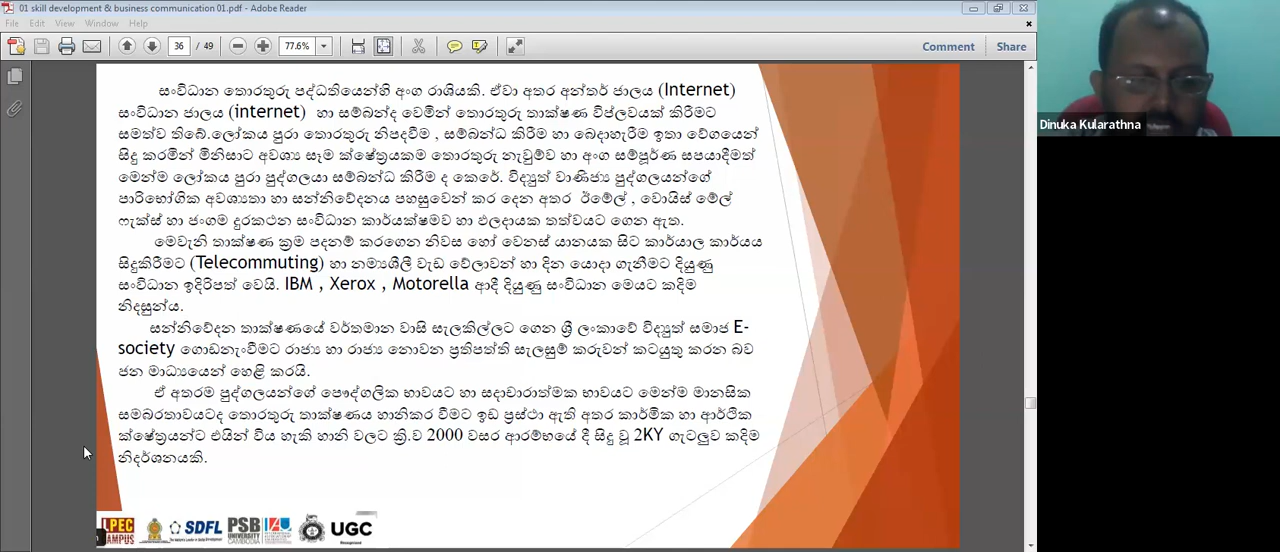 01 skill development & business communication 01.pdf - Adobe Reader
File Edit View Window Help
36 / 49 77.6% Comment Share
සංවිධාන තොරතුරු පද්ධතියෙන්හි අංග රාශියකි. ඒවා අතර අන්තර් ජාලය (Internet)
සංවිධාන ජාලය (internet) හා සම්බන්ද වෙමින් තොරතුරු තාක්ෂණ විප්ලවයක් කිරීමට
සමත්ව තිබේ.ලෝකය පුරා තොරතුරු නිපදවීම , සම්බන්ධ කිරීම හා බෙදාහැරීම ඉතා වේගයෙන්
සිදු කරමින් මිනිසාට අවශ්‍ය සෑම ක්ෂේත්‍රයකම තොරතුරු නැවුම්ව හා අංග සම්පූර්ණ සපයාදීමත්
මෙන්ම ලෝකය පුරා පුද්ගලයා සම්බන්ධ කිරීම ද කෙරේ. විද්‍යුත් වාණිජ්‍ය පුද්ගලයන්ගේ
පාරිභෝගික අවශ්‍යතා හා සන්නිවේදනය පහසුවෙන් කර දෙන අතර ඊමේල් , වොයිස් මේල්
ෆැක්ස් හා ජංගම දුරකථන සංවිධාන කාර්යක්ෂමව හා ඵලදායක තත්වයට ගෙන ඇත.
මෙවැනි තාක්ෂණ ක්‍රම පදනම් කරගෙන නිවස හෝ වෙනස් යානයක සිට කාර්යාල කාර්යය
සිදුකිරීමට (Telecommuting) හා නම්‍යශීලී වැඩ වේලාවන් හා දින යොදා ගැනීමට දියුණු
සංවිධාන ඉදිරිපත් වෙයි. IBM , Xerox , Motorella ආදී දියුණු සංවිධාන මෙයට කදිම
නිදසුන්ය.
සන්නිවේදන තාක්ෂණයේ වර්තමාන වාසි සැලකිල්ලට ගෙන ශ්‍රී ලංකාවේ විද්‍යුත් සමාජ E-
society ගොඩනැංවීමට රාජ්‍ය හා රාජ්‍ය නොවන ප්‍රතිපත්ති සැලසුම් කරුවන් කටයුතු කරන බව
ජන මාධ්‍යයෙන් හෙළි කරයි.
ඒ අතරම පුද්ගලයන්ගේ පෞද්ගලික භාවයට හා සදාචාරාත්මක භාවයට මෙන්ම මානසික
සමබරතාවයටද තොරතුරු තාක්ෂණය හානිකර වීමට ඉඩ ප්‍රස්ථා ඇති අතර කාර්මික හා ආර්ථික
ක්ෂේත්‍රයන්ට එයින් විය හැකි හානි වලට ක්‍රි.ව 2000 වසර ආරම්භයේ දී සිදු වූ 2KY ගැටලුව කදිම
නිදර්ශනයකි.
Dinuka Kularathna
LPEC CAMPUS SDFL PSB UNIVERSITY CAMBODIA IAU UGC